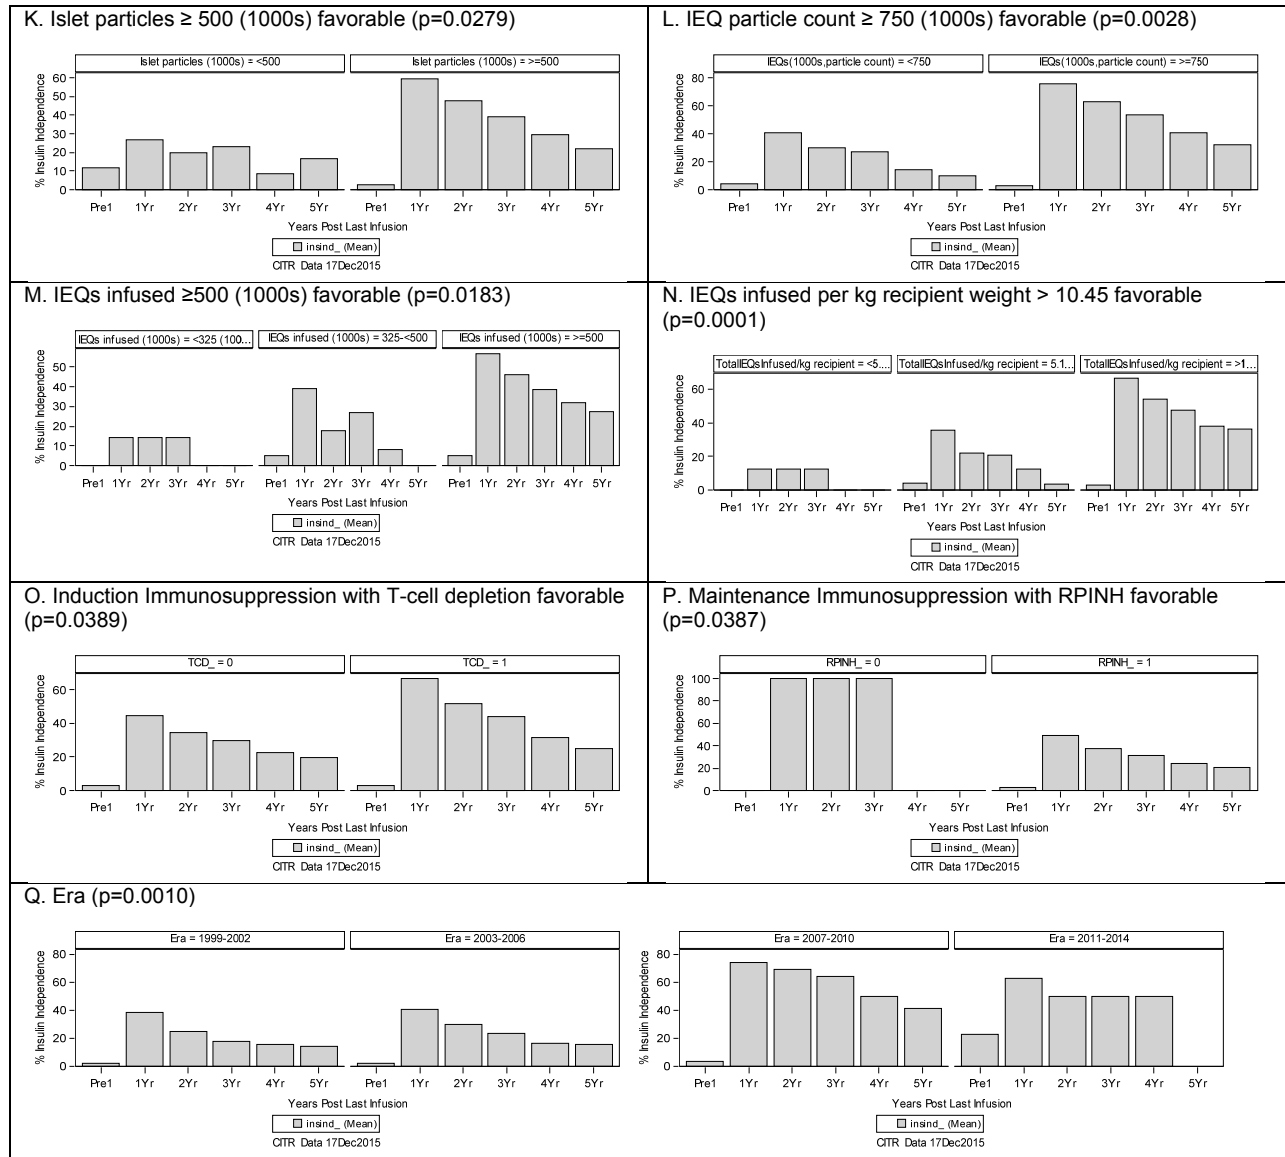 K. Islet particles ≥ 500 (1000s) favorable (p=0.0279)
Islet particles (1000s) = <500
Islet particles (1000s) = >=500
% Insulin Independence
60
50
40
30
20
10
0
Pre1 1Yr 2Yr 3Yr 4Yr 5Yr Pre1 1Yr 2Yr 3Yr 4Yr 5Yr
Years Post Last Infusion
insind_ (Mean)
CITR Data 17Dec2015
L. IEQ particle count ≥ 750 (1000s) favorable (p=0.0028)
IEQs(1000s,particle count) = <750
IEQs(1000s,particle count) = >=750
% Insulin Independence
80
60
40
20
0
Pre1 1Yr 2Yr 3Yr 4Yr 5Yr Pre1 1Yr 2Yr 3Yr 4Yr 5Yr
Years Post Last Infusion
insind_ (Mean)
CITR Data 17Dec2015
M. IEQs infused ≥500 (1000s) favorable (p=0.0183)
IEQs infused (1000s) = <325 (100...
IEQs infused (1000s) = 325-<500
IEQs infused (1000s) = >=500
% Insulin Independence
50
40
30
20
10
0
Pre1 1Yr 2Yr 3Yr 4Yr 5Yr Pre1 1Yr 2Yr 3Yr 4Yr 5Yr Pre1 1Yr 2Yr 3Yr 4Yr 5Yr
Years Post Last Infusion
insind_ (Mean)
CITR Data 17Dec2015
N. IEQs infused per kg recipient weight > 10.45 favorable
(p=0.0001)
TotalIEQsInfused/kg recipient = <5....
TotalIEQsInfused/kg recipient = 5.1...
TotalIEQsInfused/kg recipient = >1...
% Insulin Independence
60
40
20
0
Pre1 1Yr 2Yr 3Yr 4Yr 5Yr Pre1 1Yr 2Yr 3Yr 4Yr 5Yr Pre1 1Yr 2Yr 3Yr 4Yr 5Yr
Years Post Last Infusion
insind_ (Mean)
CITR Data 17Dec2015
O. Induction Immunosuppression with T-cell depletion favorable
(p=0.0389)
TCD_ = 0
TCD_ = 1
% Insulin Independence
60
40
20
0
Pre1 1Yr 2Yr 3Yr 4Yr 5Yr Pre1 1Yr 2Yr 3Yr 4Yr 5Yr
Years Post Last Infusion
insind_ (Mean)
CITR Data 17Dec2015
P. Maintenance Immunosuppression with RPINH favorable
(p=0.0387)
RPINH_ = 0
RPINH_ = 1
% Insulin Independence
100
80
60
40
20
0
Pre1 1Yr 2Yr 3Yr 4Yr 5Yr Pre1 1Yr 2Yr 3Yr 4Yr 5Yr
Years Post Last Infusion
insind_ (Mean)
CITR Data 17Dec2015
Q. Era (p=0.0010)
Era = 1999-2002
Era = 2003-2006
% Insulin Independence
80
60
40
20
0
Pre1 1Yr 2Yr 3Yr 4Yr 5Yr Pre1 1Yr 2Yr 3Yr 4Yr 5Yr
Years Post Last Infusion
insind_ (Mean)
CITR Data 17Dec2015
Era = 2007-2010
Era = 2011-2014
% Insulin Independence
80
60
40
20
0
Pre1 1Yr 2Yr 3Yr 4Yr 5Yr Pre1 1Yr 2Yr 3Yr 4Yr 5Yr
Years Post Last Infusion
insind_ (Mean)
CITR Data 17Dec2015